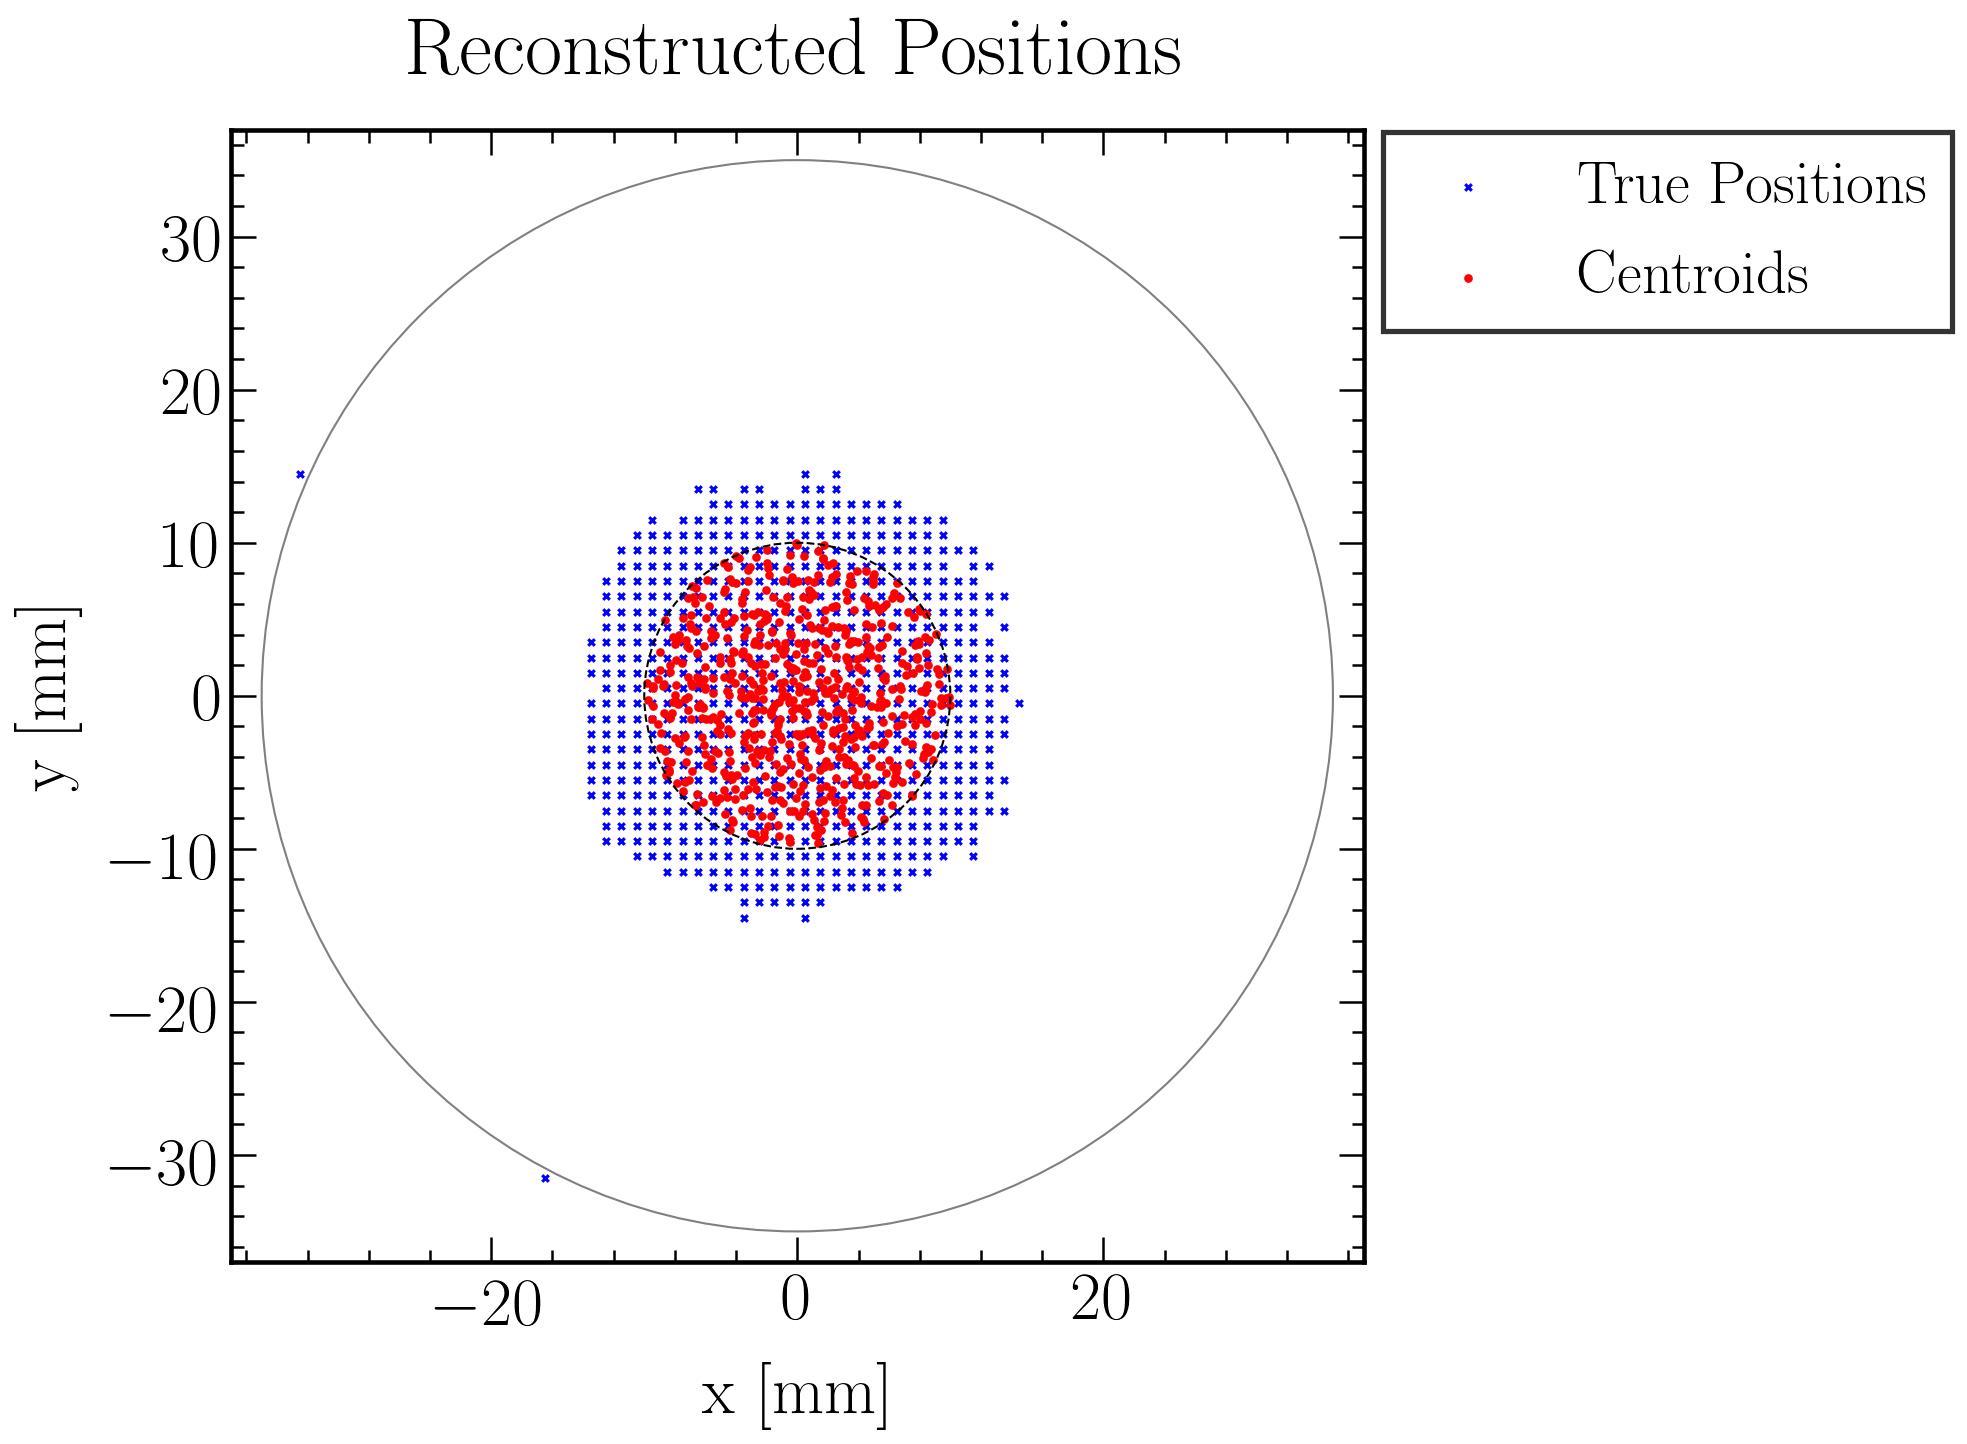 Reconstructed Positions
True Positions
Centroids
30
20
10
0
−10
−20
−30
y [mm]
−20 0 20
x [mm]